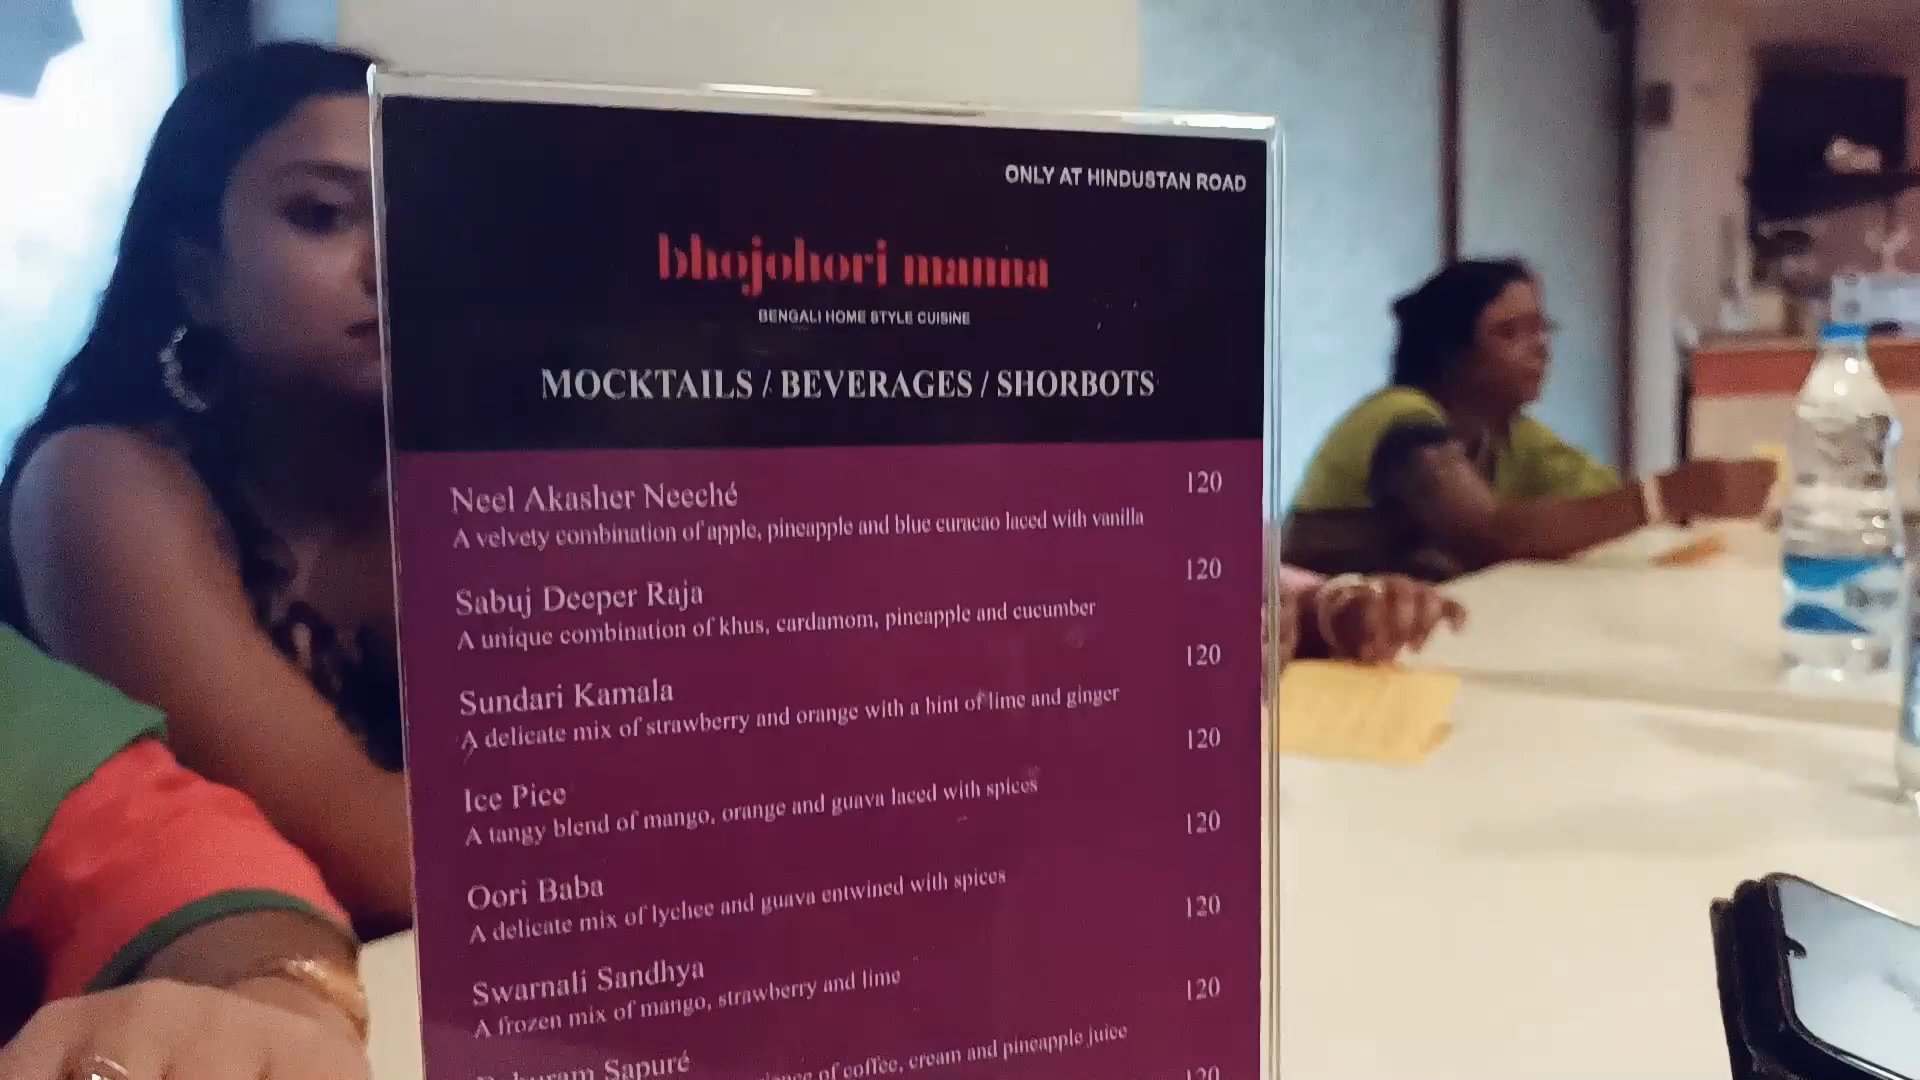 ONLY AT HINDUSTAN ROAD
bhojohori manna
BENGALI HOME STYLE CUISINE
MOCKTAILS / BEVERAGES / SHORBOTS
Neel Akasher Neeché 120
A velvety combination of apple, pineapple and blue curacao laced with vanilla
Sabuj Deeper Raja 120
A unique combination of khus, cardamom, pineapple and cucumber
Sundari Kamala 120
A delicate mix of strawberry and orange with a hint of lime and ginger
Ice Pice 120
A tangy blend of mango, orange and guava laced with spices
Oori Baba 120
A delicate mix of lychee and guava entwined with spices
Swarnali Sandhya 120
A frozen mix of mango, strawberry and lime
Sapuré 120
of coffee, cream and pineapple juice
120